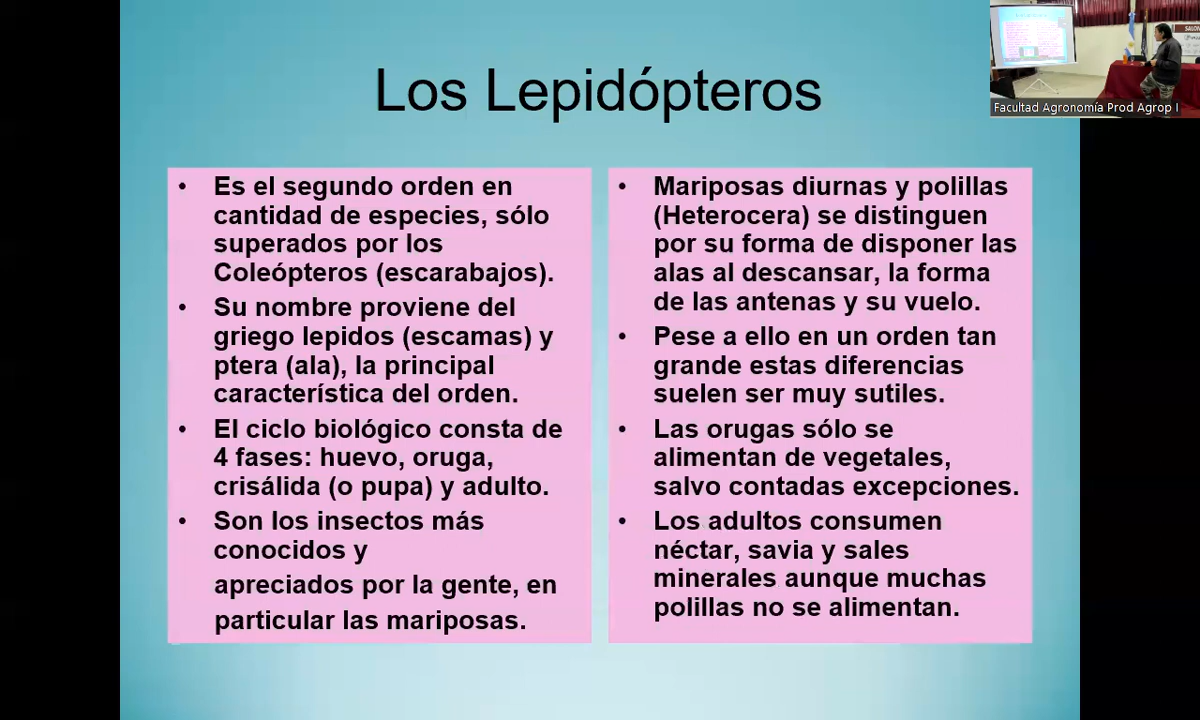 Los Lepidópteros
• Es el segundo orden en
cantidad de especies, sólo
superados por los
Coleópteros (escarabajos).
• Su nombre proviene del
griego lepidos (escamas) y
ptera (ala), la principal
característica del orden.
• El ciclo biológico consta de
4 fases: huevo, oruga,
crisálida (o pupa) y adulto.
• Son los insectos más
conocidos y
apreciados por la gente, en
particular las mariposas.
• Mariposas diurnas y polillas
(Heterocera) se distinguen
por su forma de disponer las
alas al descansar, la forma
de las antenas y su vuelo.
• Pese a ello en un orden tan
grande estas diferencias
suelen ser muy sutiles.
• Las orugas sólo se
alimentan de vegetales,
salvo contadas excepciones.
• Los adultos consumen
néctar, savia y sales
minerales aunque muchas
polillas no se alimentan.
Facultad Agronomía Prod Agrop I